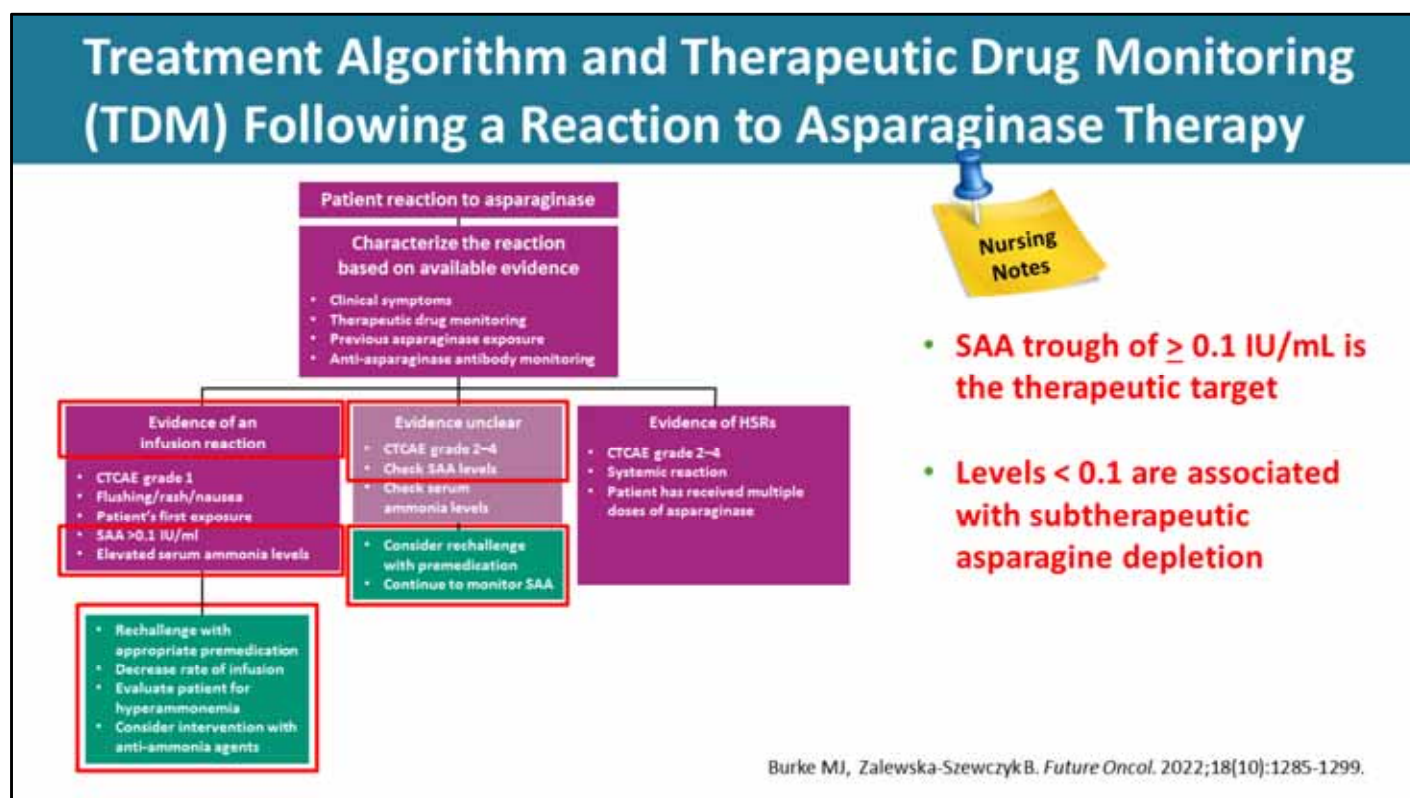 Treatment Algorithm and Therapeutic Drug Monitoring
(TDM) Following a Reaction to Asparaginase Therapy
Patient reaction to asparaginase
Characterize the reaction
based on available evidence
• Clinical symptoms
• Therapeutic drug monitoring
• Previous asparaginase exposure
• Anti-asparaginase antibody monitoring
Evidence of an
infusion reaction
• CTCAE grade 1
• Flushing/rash/nausea
• Patient's first exposure
• SAA >0.1 IU/ml
• Elevated serum ammonia levels
• Rechallenge with
appropriate premedication
• Decrease rate of infusion
• Evaluate patient for
hyperammonemia
• Consider intervention with
anti-ammonia agents
Evidence unclear
• CTCAE grade 2–4
• Check SAA levels
• Check serum
ammonia levels
• Consider rechallenge
with premedication
• Continue to monitor SAA
Evidence of HSRs
• CTCAE grade 2–4
• Systemic reaction
• Patient has received multiple
doses of asparaginase
Nursing
Notes
• SAA trough of ≥ 0.1 IU/mL is
the therapeutic target
• Levels < 0.1 are associated
with subtherapeutic
asparagine depletion
Burke MJ, Zalewska-Szewczyk B. Future Oncol. 2022;18(10):1285-1299.